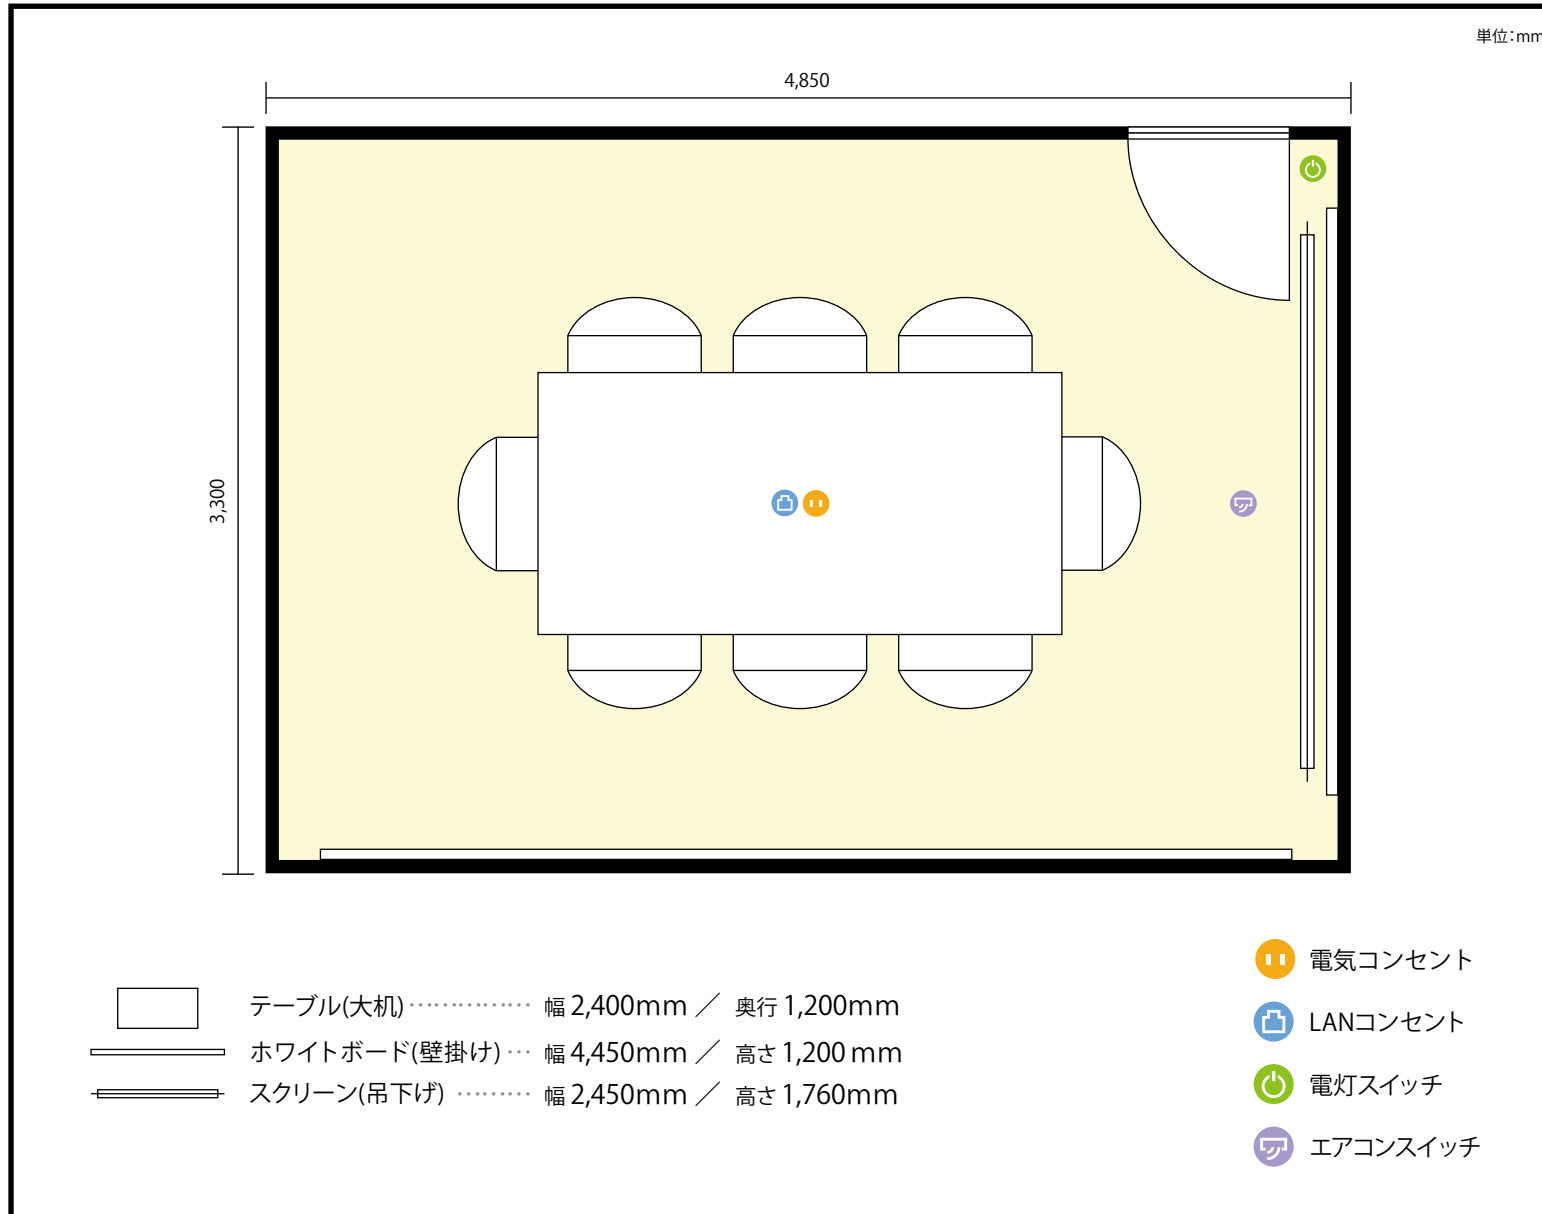 単位:mm
4,850
3,300
テーブル(大机) …………… 幅 2,400mm ／ 奥行 1,200mm
ホワイトボード(壁掛け) … 幅 4,450mm ／ 高さ 1,200 mm
スクリーン(吊下げ) ……… 幅 2,450mm ／ 高さ 1,760mm
電気コンセント
LANコンセント
電灯スイッチ
エアコンスイッチ